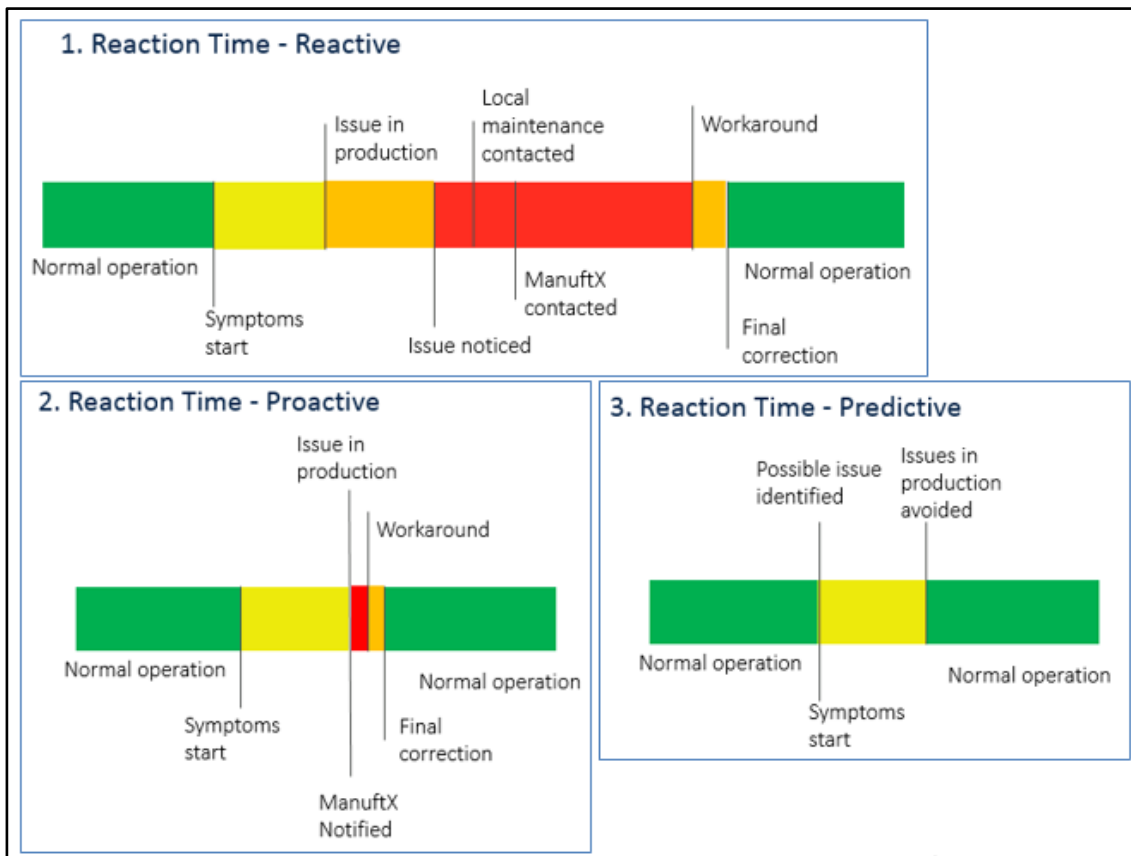 1. Reaction Time - Reactive
Issue in
production
Local
maintenance
contacted
Workaround
Normal operation
Symptoms
start
Issue noticed
ManuftX
contacted
Final
correction
Normal operation
2. Reaction Time - Proactive
Issue in
production
Workaround
Normal operation
Symptoms
start
ManuftX
Notified
Final
correction
Normal operation
3. Reaction Time - Predictive
Possible issue
identified
Issues in
production
avoided
Normal operation
Symptoms
start
Normal operation